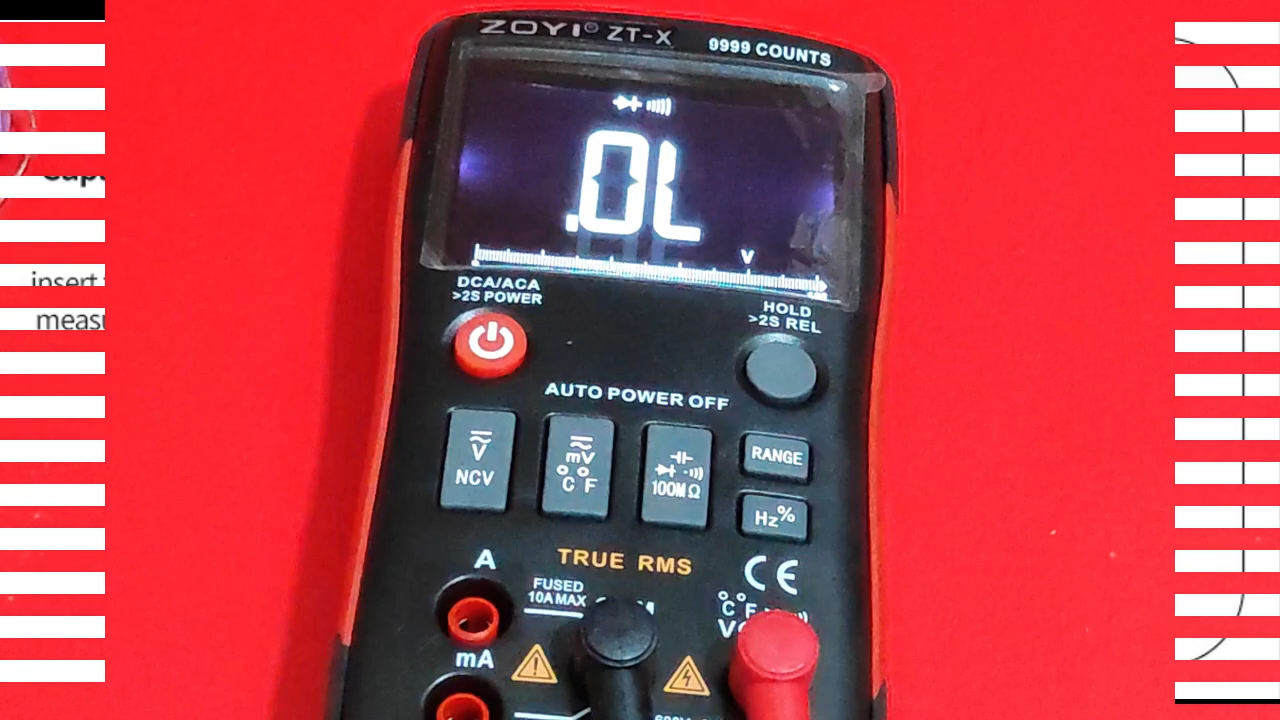 ZOYI® ZT-X 9999 COUNTS
.0L
V
DCA/ACA
>2S POWER
HOLD
>2S REL
AUTO POWER OFF
V
NCV
mV
°C °F
100MΩ
RANGE
Hz%
TRUE RMS
CE
A
FUSED
10A MAX
°C °F
V
mA
insert